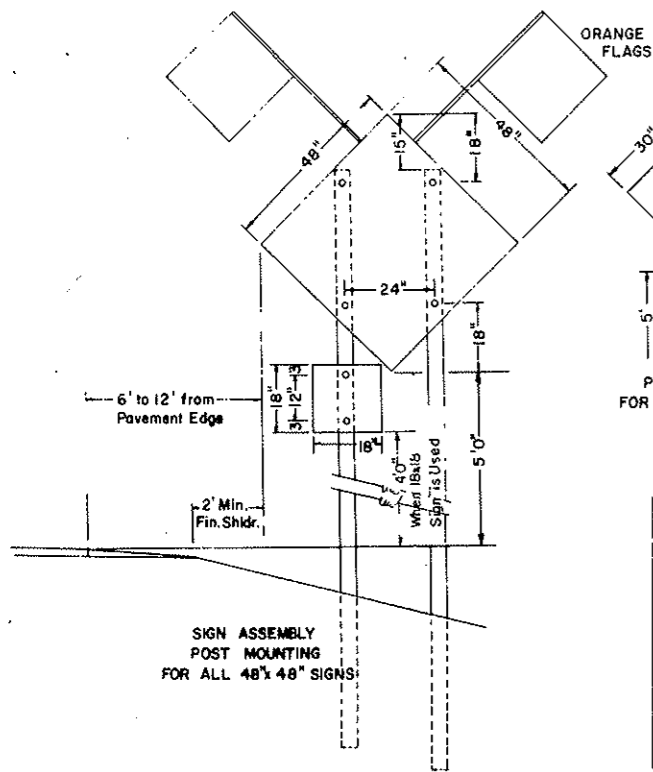 ORANGE
FLAGS
48"
15"
18"
48"
30"
24"
18"
5'
3"
18"
12"
3"
18"
6' to 12' from
Pavement Edge
4'0"
When 18x18
Sign is Used
5'0"
P
FOR
2' Min.
Fin. Shldr.
SIGN ASSEMBLY
POST MOUNTING
FOR ALL 48"x 48" SIGNS